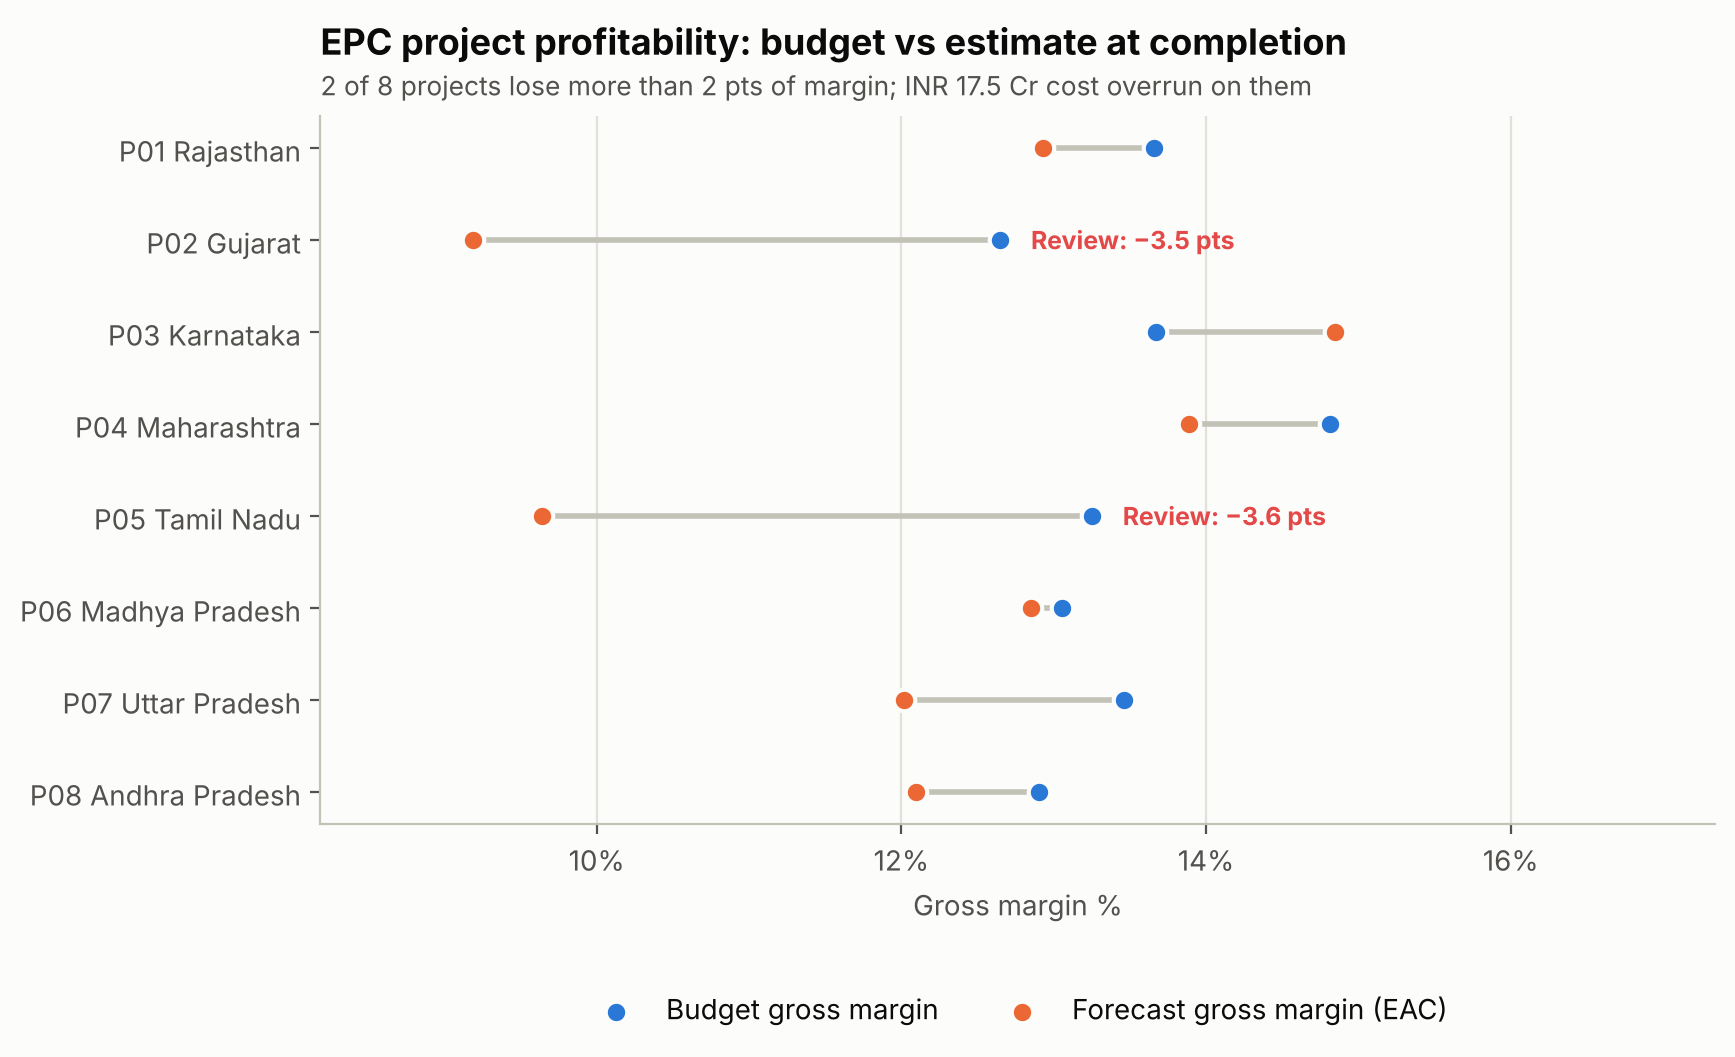 EPC project profitability: budget vs estimate at completion
2 of 8 projects lose more than 2 pts of margin; INR 17.5 Cr cost overrun on them
P01 Rajasthan
P02 Gujarat
Review: −3.5 pts
P03 Karnataka
P04 Maharashtra
P05 Tamil Nadu
Review: −3.6 pts
P06 Madhya Pradesh
P07 Uttar Pradesh
P08 Andhra Pradesh
10% 12% 14% 16%
Gross margin %
Budget gross margin Forecast gross margin (EAC)